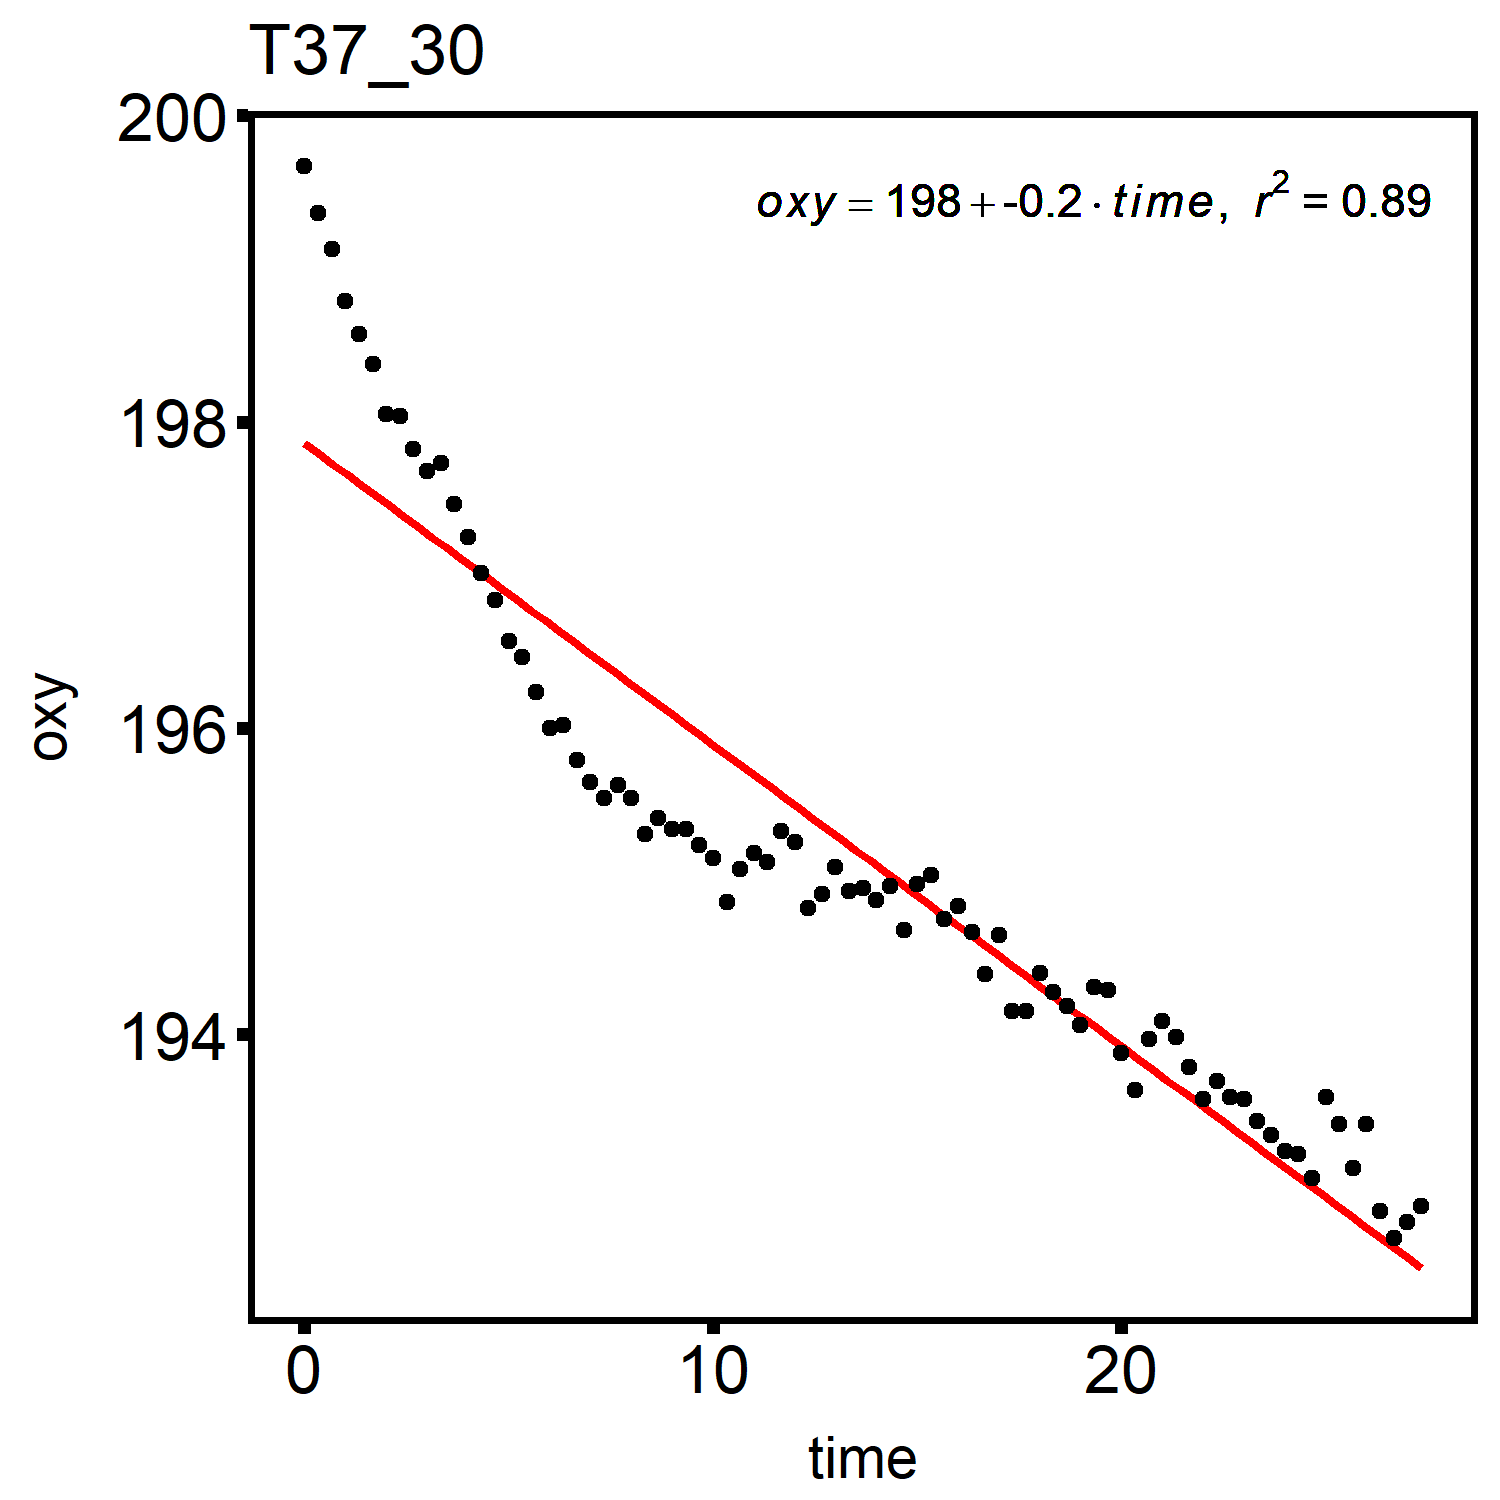 T37_30
200
oxy = 198 + -0.2 · time, r² = 0.89
198
196
194
oxy
0 10 20
time